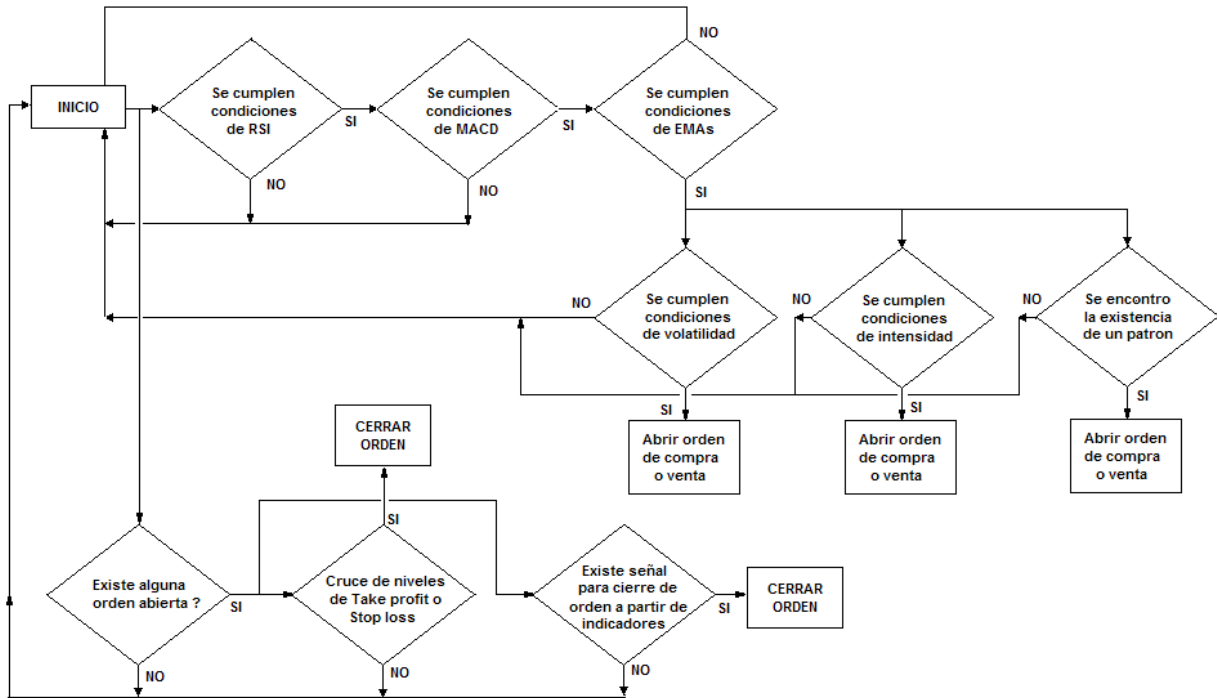 NO
INICIO
Se cumplen
condiciones
de RSI
SI
Se cumplen
condiciones
de MACD
SI
Se cumplen
condiciones
de EMAs
NO
NO
SI
NO
Se cumplen
condiciones
de volatilidad
NO
Se cumplen
condiciones
de intensidad
NO
Se encontro
la existencia
de un patron
SI
SI
SI
Abrir orden
de compra
o venta
Abrir orden
de compra
o venta
Abrir orden
de compra
o venta
CERRAR
ORDEN
SI
Existe alguna
orden abierta ?
SI
Cruce de niveles
de Take profit o
Stop loss
Existe señal
para cierre de
orden a partir de
indicadores
SI
CERRAR
ORDEN
NO
NO
NO